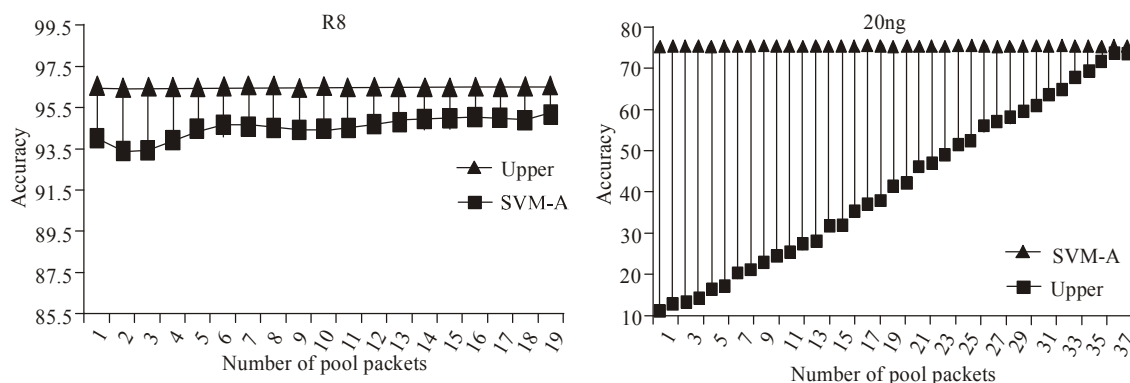 R8
99.5
97.5
95.5
93.5
91.5
89.5
87.5
85.5
Accuracy
Upper
SVM-A
1 2 3 4 5 6 7 8 9 10 11 12 13 14 15 16 17 18 19
Number of pool packets
20ng
80
70
60
50
40
30
20
10
Accuracy
SVM-A
Upper
1 3 5 7 9 11 13 15 17 19 21 23 25 27 29 31 33 35 37
Number of pool packets